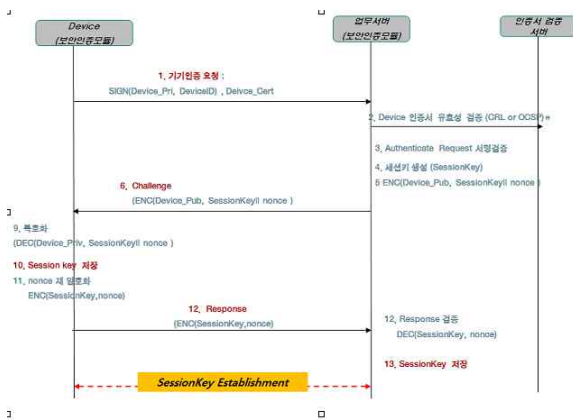 Device
(보안인증모듈)
업무서버
(보안인증모듈)
인증서 검증
서버
1, 기기인증 요청 :
SIGN(Device_Pri, DeviceID) , Deivce_Cert
2, Device 인증서 유효성 검증 (CRL or OCSP)
3, Authenticate Request 서명검증
4, 세션키 생성 (SessionKey)
5 ENC(Device_Pub, SessionKey|| nonce )
6, Challenge
(ENC(Device_Pub, SessionKey|| nonce )
9, 복호화
(DEC(Device_Priv, SessionKey|| nonce )
10, Session key 저장
11, nonce 재 암호화
ENC(SessionKey,nonce)
12, Response
(ENC(SessionKey,nonce)
12, Response 검증
DEC(SessionKey, nonce)
13, SessionKey 저장
SessionKey Establishment